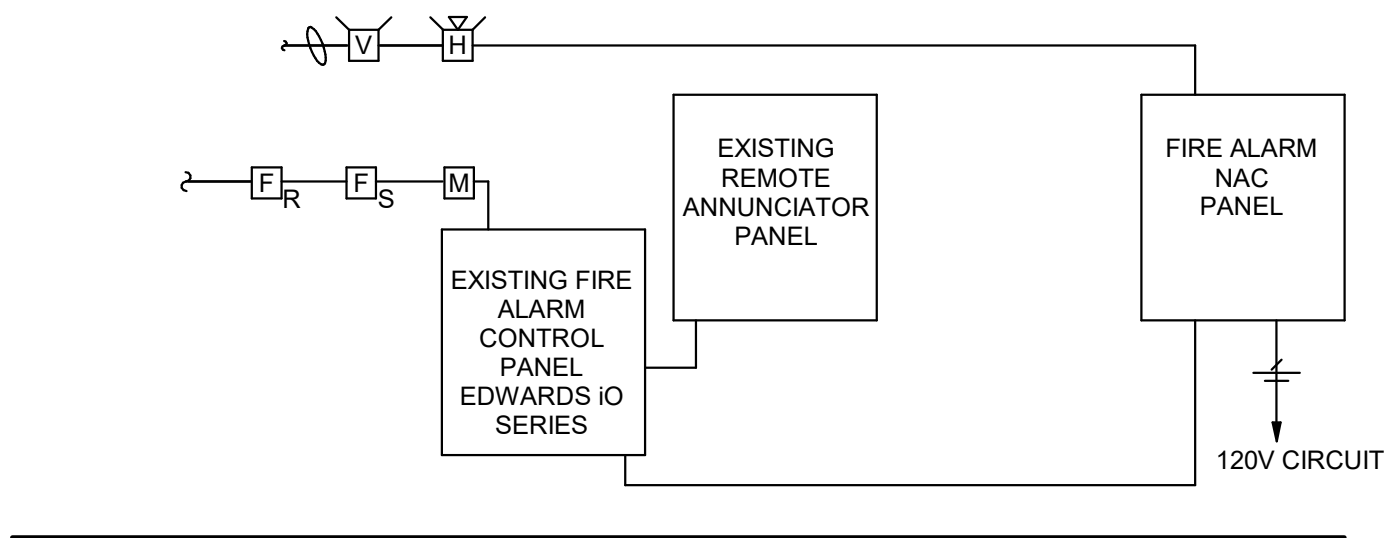 V
H
EXISTING
REMOTE
ANNUNCIATOR
PANEL
FIRE ALARM
NAC
PANEL
F
R
F
S
M
EXISTING FIRE
ALARM
CONTROL
PANEL
EDWARDS iO
SERIES
120V CIRCUIT